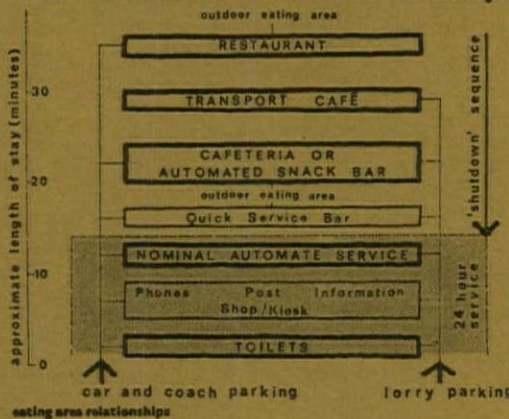 outdoor eating area
RESTAURANT
30
TRANSPORT CAFÉ
CAFETERIA OR
AUTOMATED SNACK BAR
20
outdoor eating area
Quick Service Bar
NOMINAL AUTOMATE SERVICE
10
Phones Post Information
Shop/Kiosk
TOILETS
0
approximate length of stay (minutes)
'shutdown' sequence
24 hour
service
car and coach parking
lorry parking
eating area relationships